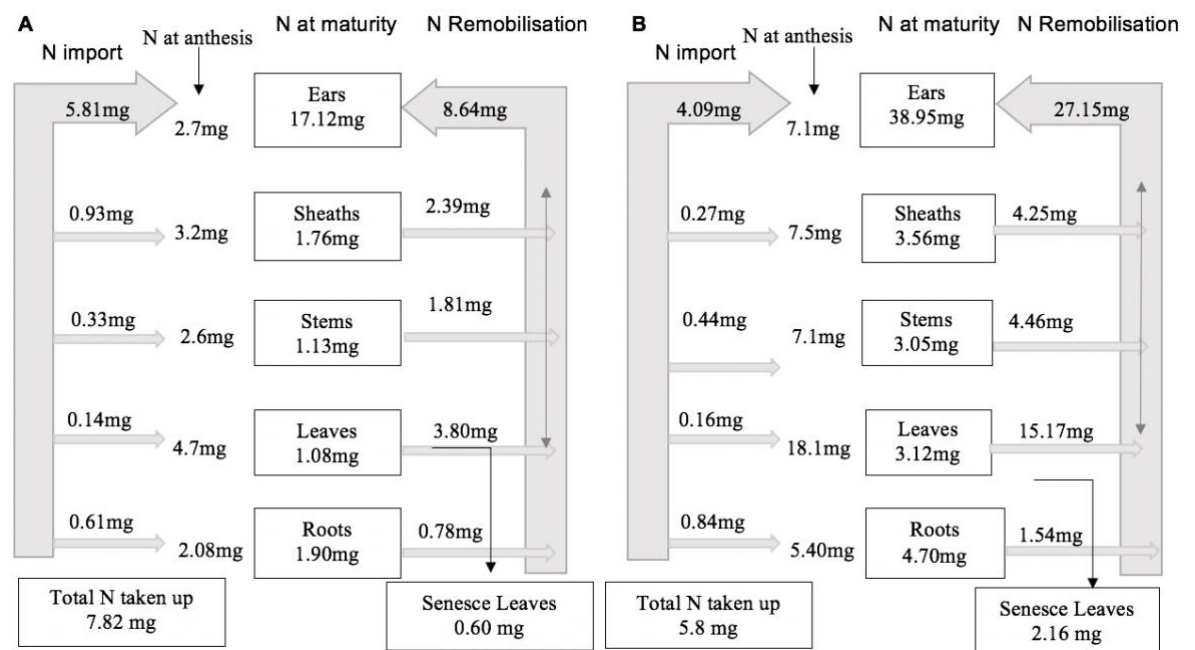 A
N import
N at anthesis
N at maturity
N Remobilisation
5.81mg
2.7mg
Ears
17.12mg
8.64mg
0.93mg
3.2mg
Sheaths
1.76mg
2.39mg
0.33mg
2.6mg
Stems
1.13mg
1.81mg
0.14mg
4.7mg
Leaves
1.08mg
3.80mg
0.61mg
2.08mg
Roots
1.90mg
0.78mg
Total N taken up
7.82 mg
Senesce Leaves
0.60 mg
B
N import
N at anthesis
N at maturity
N Remobilisation
4.09mg
7.1mg
Ears
38.95mg
27.15mg
0.27mg
7.5mg
Sheaths
3.56mg
4.25mg
0.44mg
7.1mg
Stems
3.05mg
4.46mg
0.16mg
18.1mg
Leaves
3.12mg
15.17mg
0.84mg
5.40mg
Roots
4.70mg
1.54mg
Total N taken up
5.8 mg
Senesce Leaves
2.16 mg